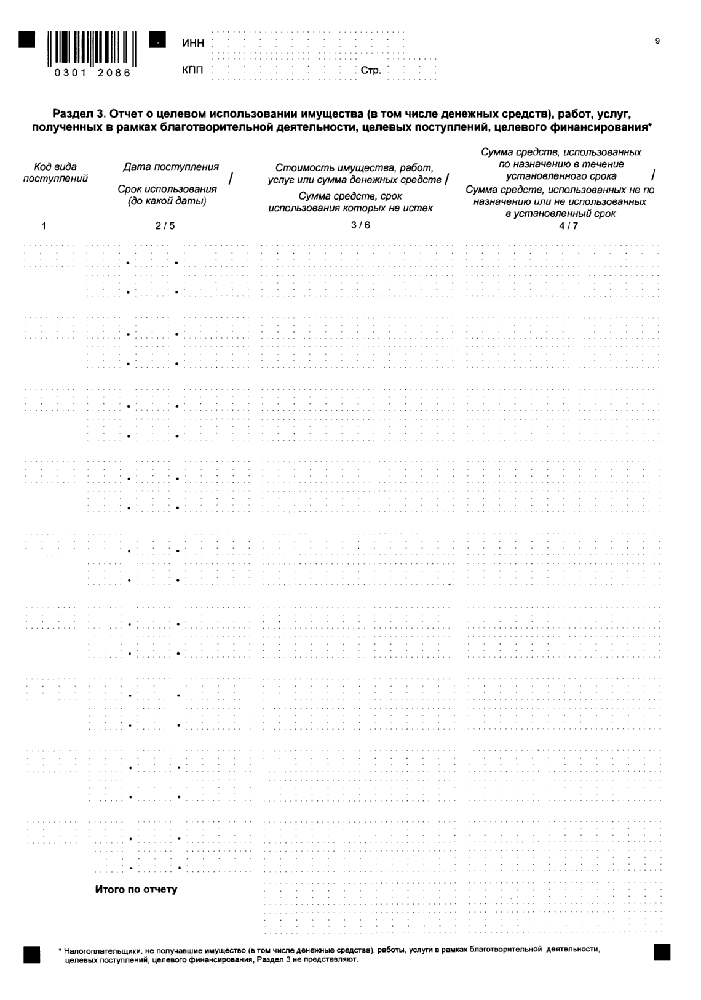 ИНН
9
0301 2086
КПП
Стр.
Раздел 3. Отчет о целевом использовании имущества (в том числе денежных средств), работ, услуг,
полученных в рамках благотворительной деятельности, целевых поступлений, целевого финансирования*
Код вида
поступлений
Дата поступления /
Срок использования
(до какой даты)
Стоимость имущества, работ,
услуг или сумма денежных средств /
Сумма средств, срок
использования которых не истек
Сумма средств, использованных
по назначению в течение
установленного срока /
Сумма средств, использованных не по
назначению или не использованных
в установленный срок
1
2 / 5
3 / 6
4 / 7
Итого по отчету
* Налогоплательщики, не получавшие имущество (в том числе денежные средства), работы, услуги в рамках благотворительной деятельности,
целевых поступлений, целевого финансирования, Раздел 3 не представляют.